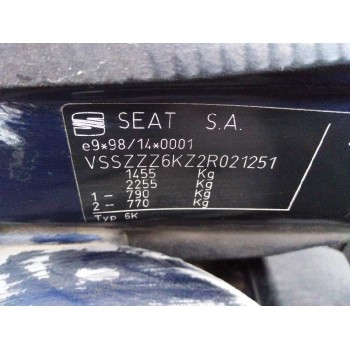 SEAT S.A.
e9*98/14*0001
VSSZZZ6KZ2R021251
1455 Kg
2255 Kg
1- 790 Kg
2- 770 Kg
Typ 6K